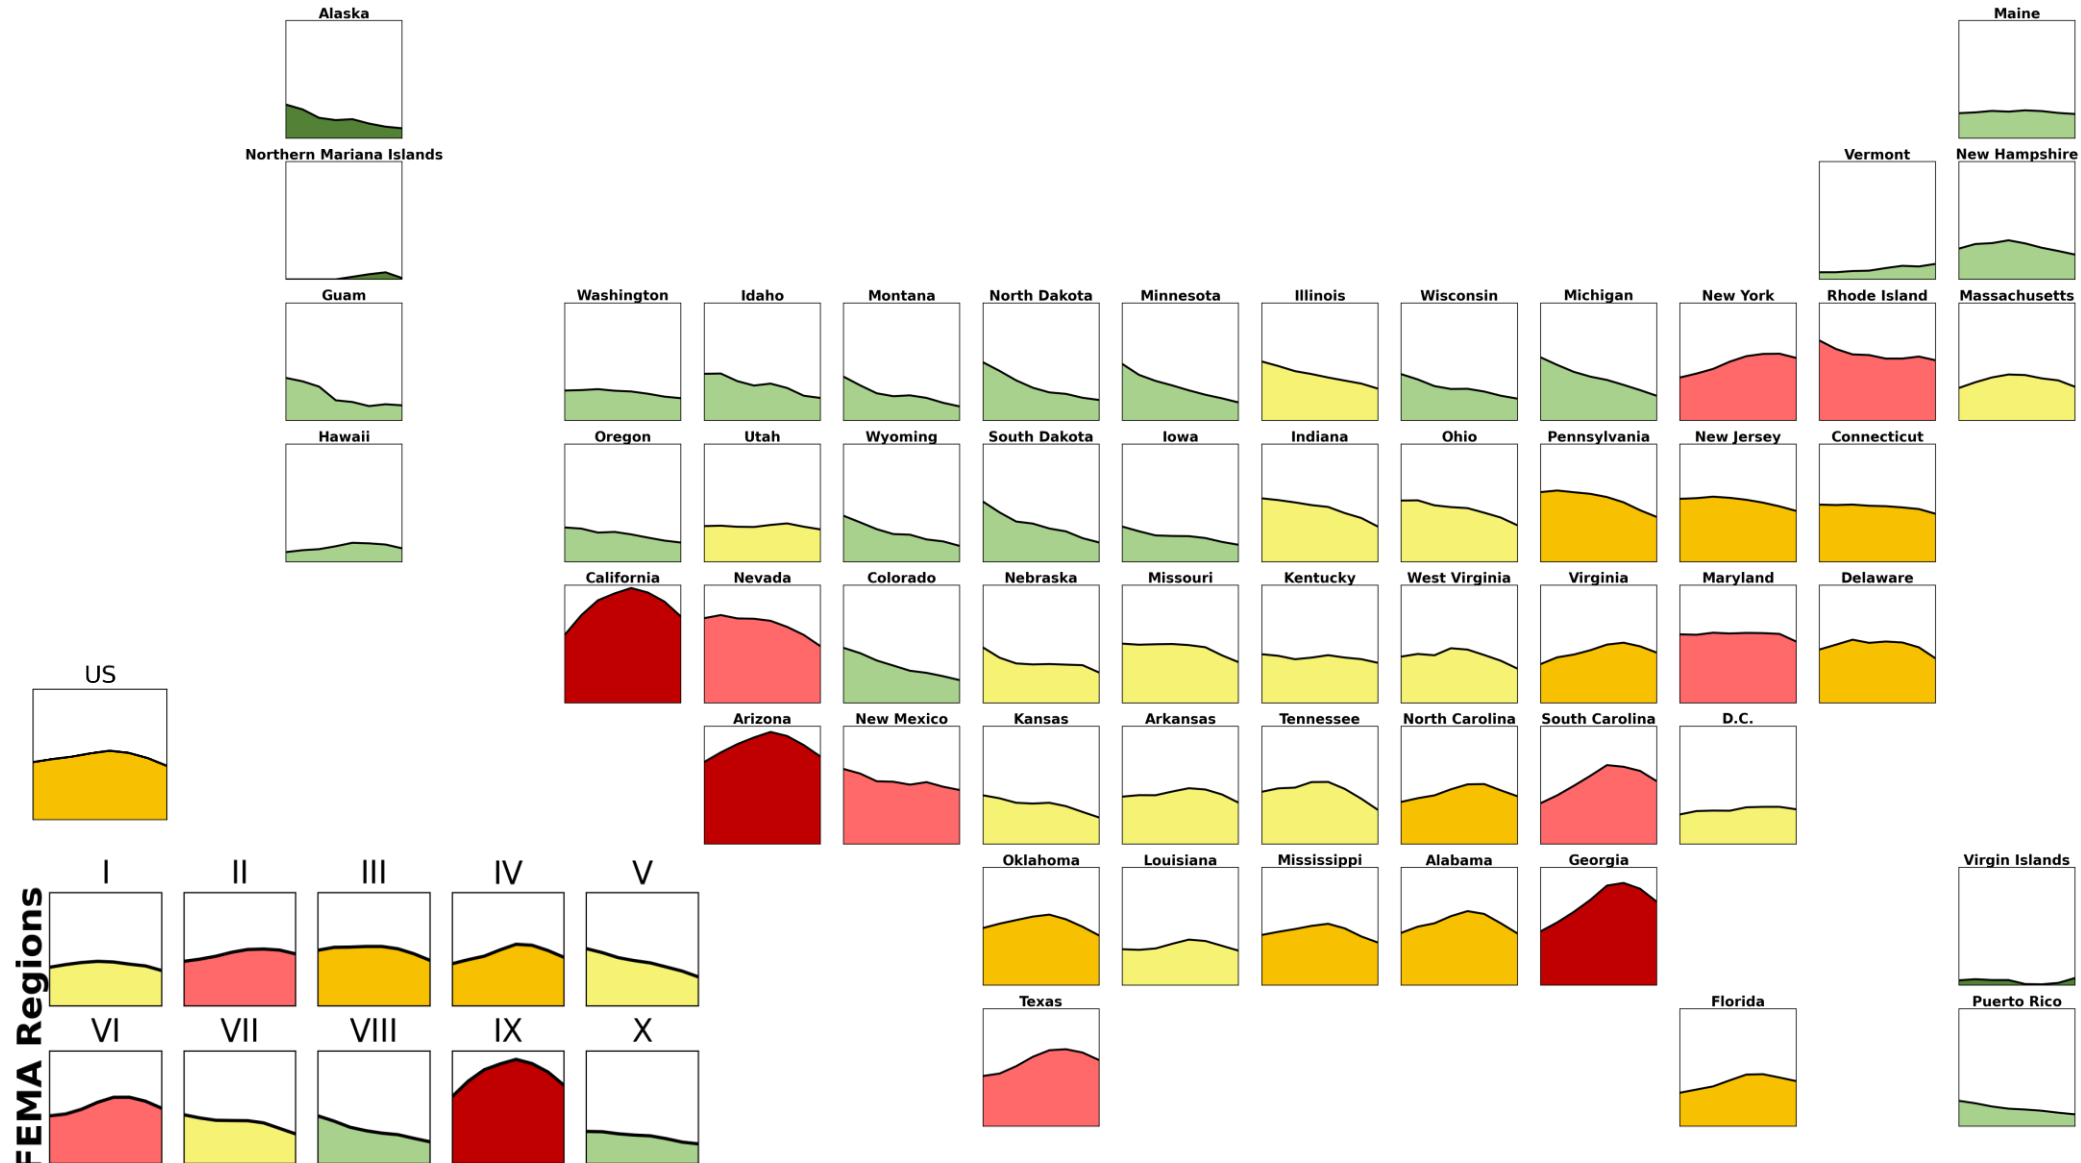 Alaska
Maine
Northern Mariana Islands
Vermont
New Hampshire
Guam
Washington
Idaho
Montana
North Dakota
Minnesota
Illinois
Wisconsin
Michigan
New York
Rhode Island
Massachusetts
Hawaii
Oregon
Utah
Wyoming
South Dakota
Iowa
Indiana
Ohio
Pennsylvania
New Jersey
Connecticut
California
Nevada
Colorado
Nebraska
Missouri
Kentucky
West Virginia
Virginia
Maryland
Delaware
US
Arizona
New Mexico
Kansas
Arkansas
Tennessee
North Carolina
South Carolina
D.C.
Oklahoma
Louisiana
Mississippi
Alabama
Georgia
Virgin Islands
Texas
Florida
Puerto Rico
FEMA Regions
I
II
III
IV
V
VI
VII
VIII
IX
X